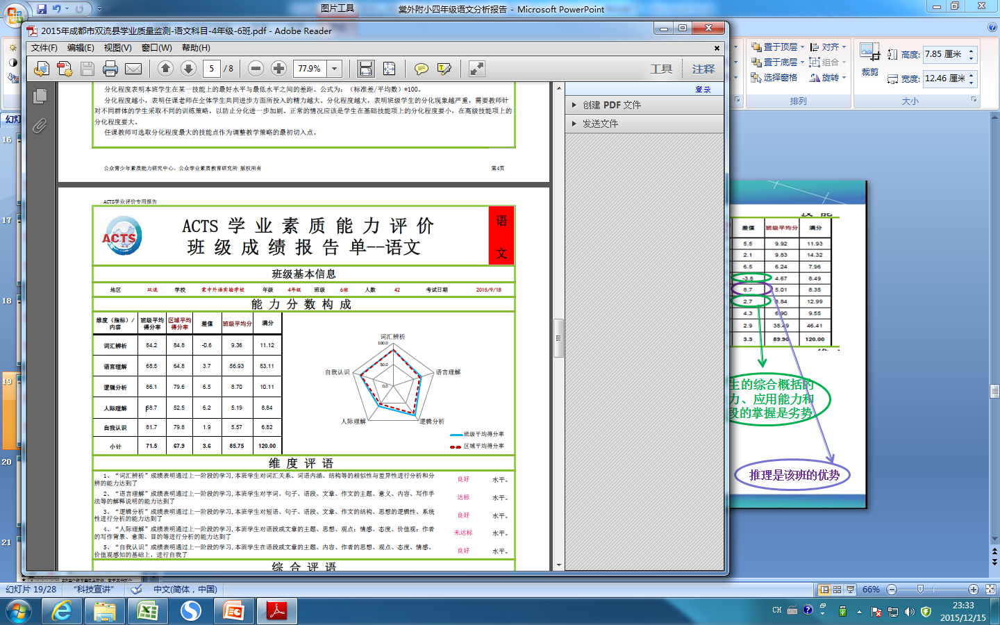 图片工具
棠外附小四年级语文分析报告 - Microsoft PowerPoint
2015年成都市双流县学业质量监测-语文科目-4年级-6班.pdf - Adobe Reader
文件(F) 编辑(E) 视图(V) 窗口(W) 帮助(H)
5 / 8
77.9%
工具 注释
登录
创建 PDF 文件
发送文件
置于顶层 对齐
置于底层 组合
选择窗格 旋转
排列
裁剪
高度: 7.85 厘米
宽度: 12.46 厘米
大小
幻灯
16
17
18
19
20
21
分化程度表明本班学生在某一技能上的最好水平与最低水平之间的差距。公式为：（标准差/平均数）*100。
分化程度越小，表明任课老师在全体学生共同进步方面所投入的精力越大。分化程度越大，表明班级学生的分化现象越严重，需要教师针
对不同群体的学生采取不同的训练策略，以防止分化进一步加剧。正常的情况应该是学生在基础技能项上的分化程度要小，在高级技能项上的
分化程度要大。
任课教师可选取分化程度最大的技能点作为调整教学策略的最初切入点。
公众青少年素质能力研究中心、公众学业素质教育研究所 版权所有
第4页
ACTS学业评价专用报告
ACTS
ACTS 学 业 素 质 能 力 评 价
班 级 成 绩 报 告 单--语文
语
文
班级基本信息
地区 双流 学校 棠中外语实验学校 年级 4年级 班级 6班 人数 42 考试日期 2015/9/18
能 力 分 数 构 成
维度（指标）/内容 班级平均得分率 区域平均得分率 差值 班级平均分 满分
词汇辨析 84.2 84.8 -0.6 9.36 11.12
语言理解 68.5 64.8 3.7 56.93 83.11
逻辑分析 86.1 79.6 6.5 8.70 10.11
人际理解 58.7 52.5 6.2 5.19 8.84
自我认识 81.7 79.8 1.9 5.57 6.82
小计 71.5 67.9 3.6 85.75 120.00
词汇辨析
100.0
50.0
0.0
自我认识
语言理解
人际理解
逻辑分析
班级平均得分率
区域平均得分率
维 度 评 语
1、“词汇辨析”成绩表明通过上一阶段的学习,本班学生对词汇关系、词语内涵、结构等的相似性与差异性进行分析和分
辨的能力达到了 良好 水平。
2、“语言理解”成绩表明通过上一阶段的学习,本班学生对字词、句子、语段、文章、作文的主题、意义、内容、写作手
法等的解释说明的能力达到了 达标 水平。
3、“逻辑分析”成绩表明通过上一阶段的学习,本班学生对短语、句子、语段、文章、作文的结构、思想的逻辑性、系统
性进行分析的能力达到了 良好 水平。
4、“人际理解”成绩表明通过上一阶段的学习,本班学生对语段或文章的主题、思想、观点；情感、态度、价值观；作者
的写作背景、意图、目的等进行分析的能力达到了 未达标 水平。
5、“自我认识”成绩表明通过上一阶段的学习,本班学生在语段或文章的主题、内容、作者的思想、观点、态度、情感、
价值观感知的基础上，进行自我了 良好 水平。
综 合 评 语
差值 班级平均分 满分
5.5 9.92 11.93
2.1 9.83 14.32
6.5 6.24 7.96
-3.8 4.67 8.49
8.7 5.01 8.35
2.7 8.84 12.99
4.3 6.90 9.55
2.9 38.49 46.41
3.3 89.90 120.00
生的综合概括的
力、应用能力和
段的掌握是劣势
推理是该班的优势
幻灯片 19/28 “科技宣讲” 中文(简体，中国)
66%
CH
23:33
2015/12/15